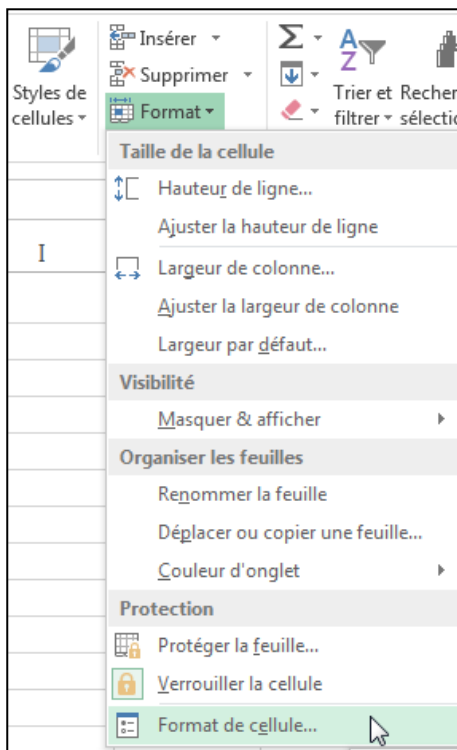 Insérer
Supprimer
Format
Styles de
cellules
Trier et
filtrer
Taille de la cellule
Hauteur de ligne...
Ajuster la hauteur de ligne
I
Largeur de colonne...
Ajuster la largeur de colonne
Largeur par défaut...
Visibilité
Masquer & afficher
Organiser les feuilles
Renommer la feuille
Déplacer ou copier une feuille...
Couleur d'onglet
Protection
Protéger la feuille...
Verrouiller la cellule
Format de cellule...